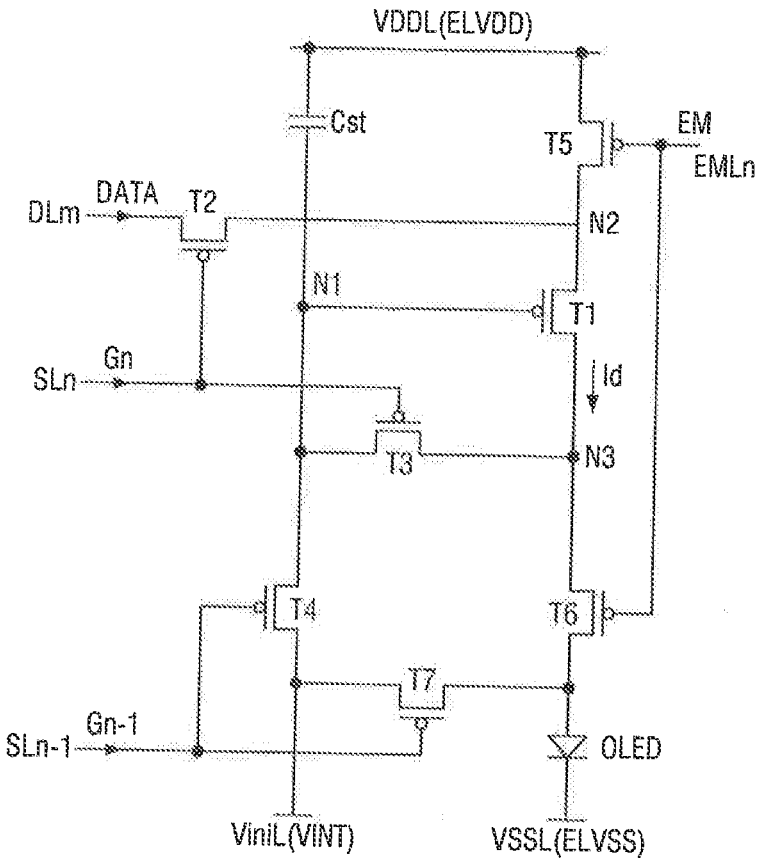 VDDL(ELVDD)
Cst
T5
EM
EMLn
DATA
T2
DLm
N2
N1
T1
Gn
SLn
Id
T3
N3
T4
T6
T7
Gn-1
SLn-1
OLED
ViniL(VINT)
VSSL(ELVSS)